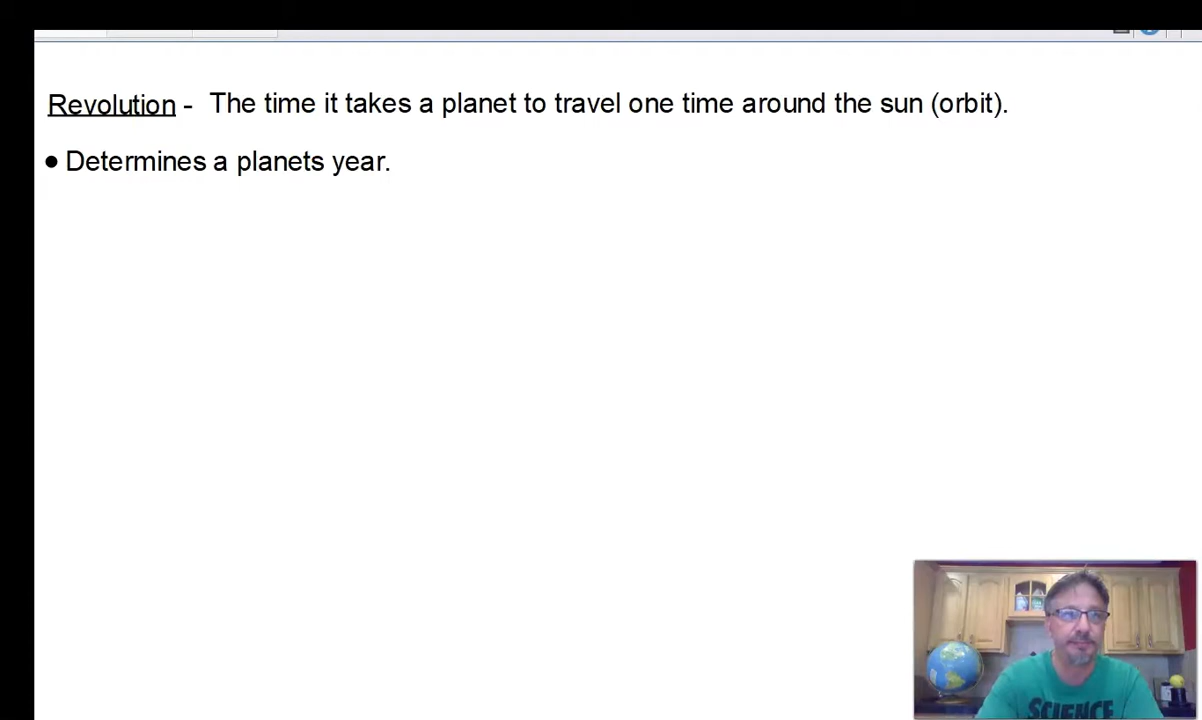 Revolution - The time it takes a planet to travel one time around the sun (orbit).
● Determines a planets year.
SCIENCE